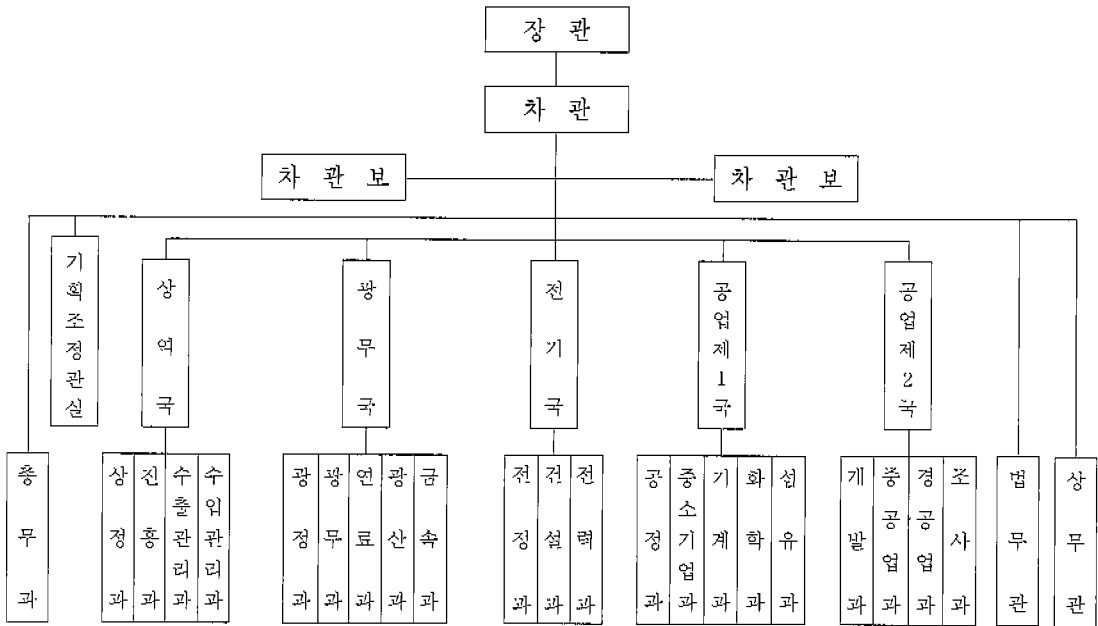 장관
차관
차관보
차관보
기획조정관실
상역국
광무국
전기국
공업제1국
공업제2국
총무과
상정과
진흥과
수출관리과
수입관리과
광정과
광무과
연료과
광산과
금속과
전정과
건설과
전력과
공정과
중소기업과
기계과
화학과
섬유과
개발과
중공업과
경공업과
조사과
법무관
상무관